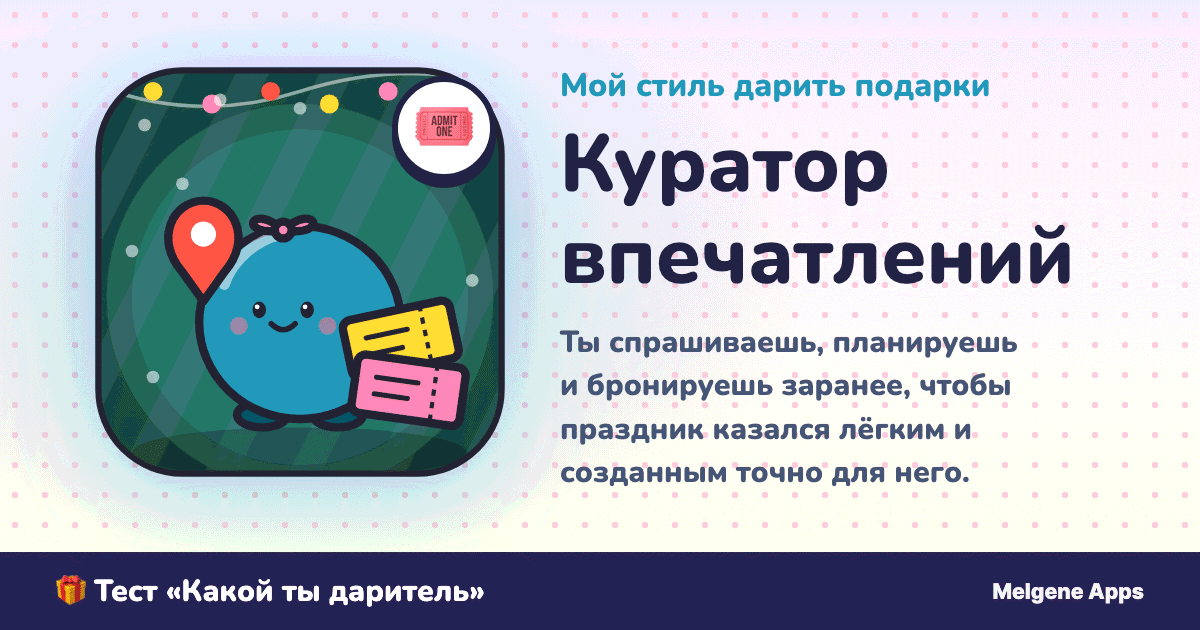 ADMIT
ONE
Мой стиль дарить подарки
Куратор
впечатлений
Ты спрашиваешь, планируешь
и бронируешь заранее, чтобы
праздник казался лёгким и
созданным точно для него.
Тест «Какой ты даритель»
Melgene Apps